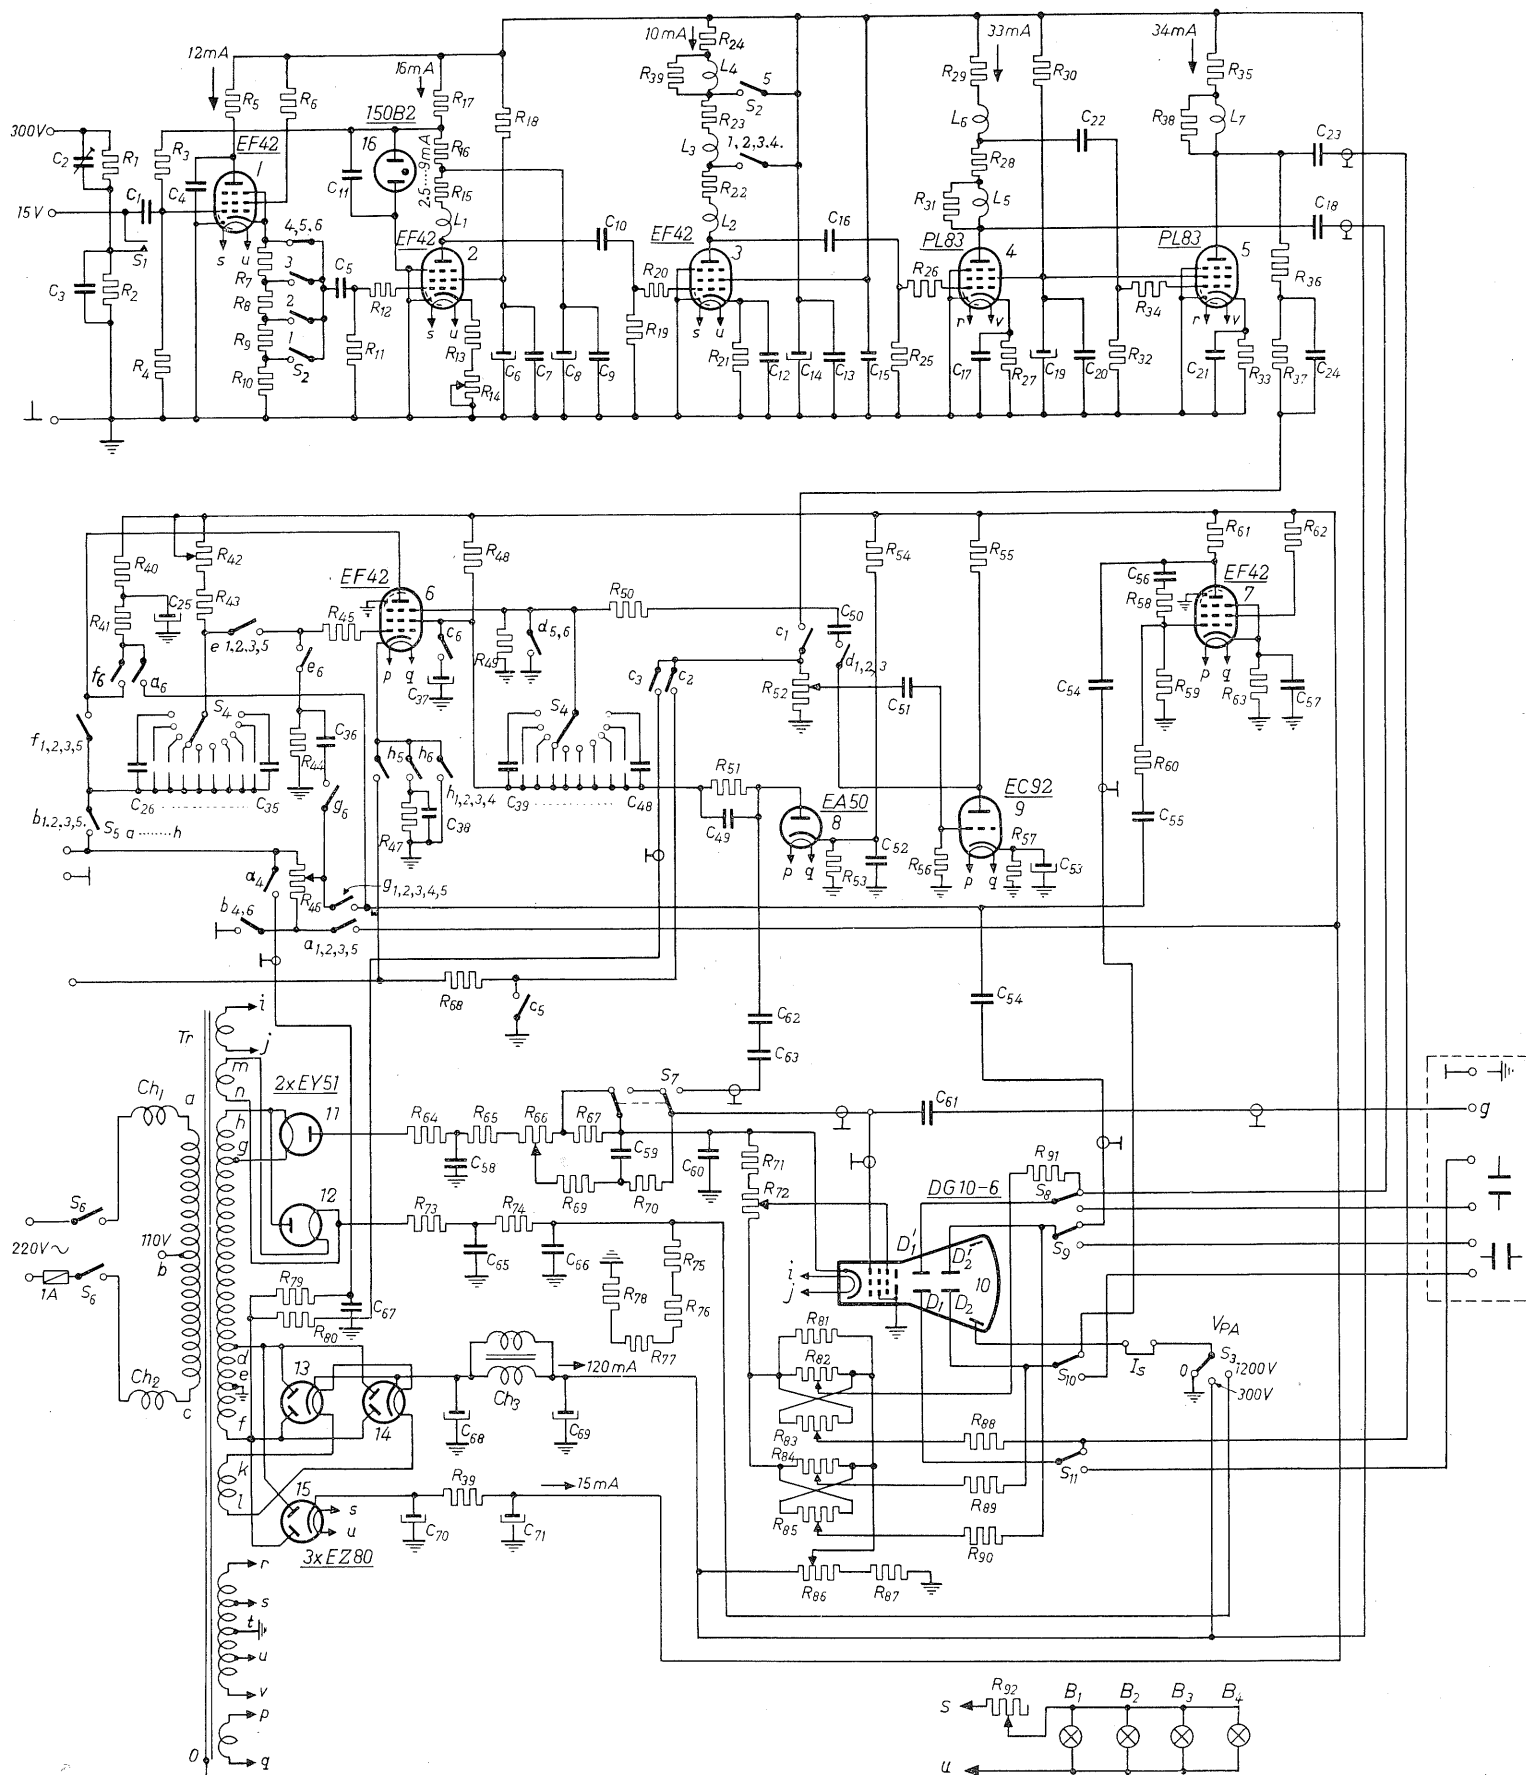 12mA
16mA
10mA
33mA
34mA
R24
R39
L4
5
S2
R29
R30
R35
R38
L7
R5
R6
150B2
R17
R18
R23
L3
1,2,3.4.
L6
C22
C23
300V
C2
R1
R3
C4
EF42
1
16
C11
2.5....9mA
R16
R15
L1
R22
L2
R28
R31
L5
C1
15V
S1
s u
4,5,6
3
R7
2
R8
R9
1
S2
R10
C5
R12
R11
EF42
2
C10
EF42
3
C16
PL83
4
PL83
5
C18
C3
R2
R4
s u
R13
R14
C6
C7
C8
C9
R20
R19
s u
R21
C12
C14
C13
C15
R26
R25
r v
C17
R27
C19
C20
R34
R32
r v
C21
R33
R36
R37
C24
R40
R41
C25
R42
R43
EF42
6
R45
R48
R50
R54
R55
R61
R62
C56
R58
EF42
7
e 1.2.3,5
e6
f6
a6
p q
c6
C37
R49
d5,6
C50
c1
d1,2,3
c3
c2
R52
C51
C54
R59
p q
R63
C57
f1,2,3,5
S4
C26 .......... C35
R44
C36
g6
h5
h6
h1,2,3,4
R47
C38
S4
C39 .......... C48
R51
C49
EA50
8
p q
R53
C52
EC92
9
R56
p q
R57
C53
R60
C55
b1.2,3,5.
S5 a........h
a4
R46
g1,2,3,4,5
b4,6
a1,2,3,5
R68
c5
C54
C62
C63
Tr
i
j
m
n
2xEY51
11
Ch1
a
h
g
R64
R65
R66
R67
S7
C61
g
C58
C59
C60
R69
R70
R71
R72
R91
S8
DG10-6
12
R73
R74
S6
220V~
110V
b
1A
S6
C65
C66
R75
R76
R77
R78
D1'
D2'
D1
D2
10
i
j
S9
R79
R80
C67
Ch2
c
d
e
f
13
14
Ch3
120mA
C68
C69
R81
R82
R83
R84
R85
R88
R89
R90
S10
S11
Is
VPA
S3
0
1200V
300V
k
l
15
s
u
3xEZ80
R39
15mA
C70
C71
R86
R87
r
s
t
u
v
p
q
0
s
R92
B1
B2
B3
B4
u